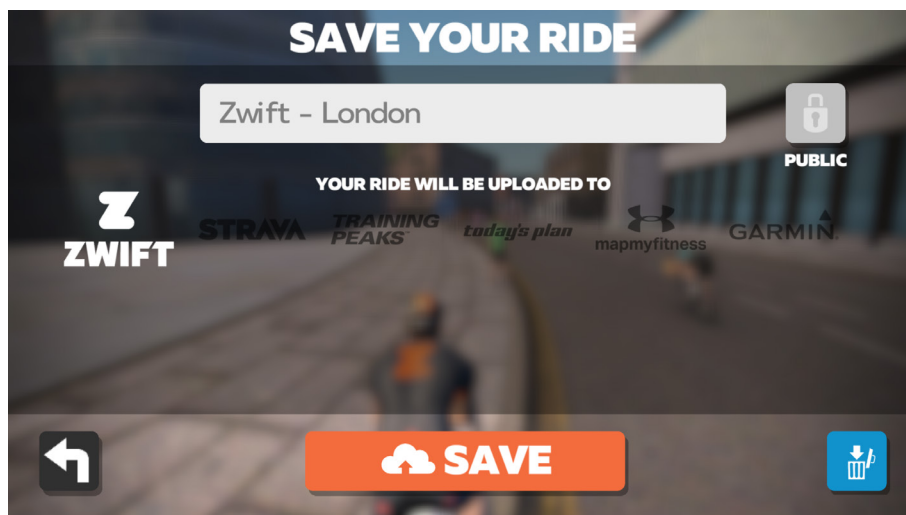 SAVE YOUR RIDE
Zwift - London
PUBLIC
YOUR RIDE WILL BE UPLOADED TO
ZWIFT
STRAVA
TRAINING
PEAKS
today's plan
mapmyfitness
GARMIN
SAVE